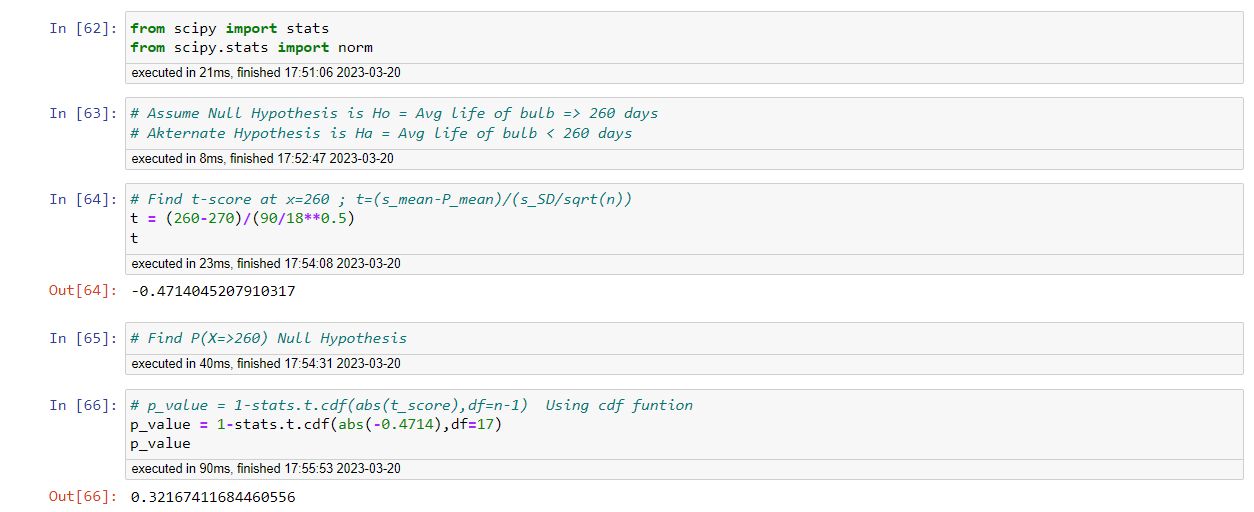 In [62]: from scipy import stats
from scipy.stats import norm
executed in 21ms, finished 17:51:06 2023-03-20
In [63]: # Assume Null Hypothesis is Ho = Avg life of bulb => 260 days
# Akternate Hypothesis is Ha = Avg life of bulb < 260 days
executed in 8ms, finished 17:52:47 2023-03-20
In [64]: # Find t-score at x=260 ; t=(s_mean-P_mean)/(s_SD/sqrt(n))
t = (260-270)/(90/18**0.5)
t
executed in 23ms, finished 17:54:08 2023-03-20
Out[64]: -0.4714045207910317
In [65]: # Find P(X=>260) Null Hypothesis
executed in 40ms, finished 17:54:31 2023-03-20
In [66]: # p_value = 1-stats.t.cdf(abs(t_score),df=n-1)  Using cdf funtion
p_value = 1-stats.t.cdf(abs(-0.4714),df=17)
p_value
executed in 90ms, finished 17:55:53 2023-03-20
Out[66]: 0.32167411684460556